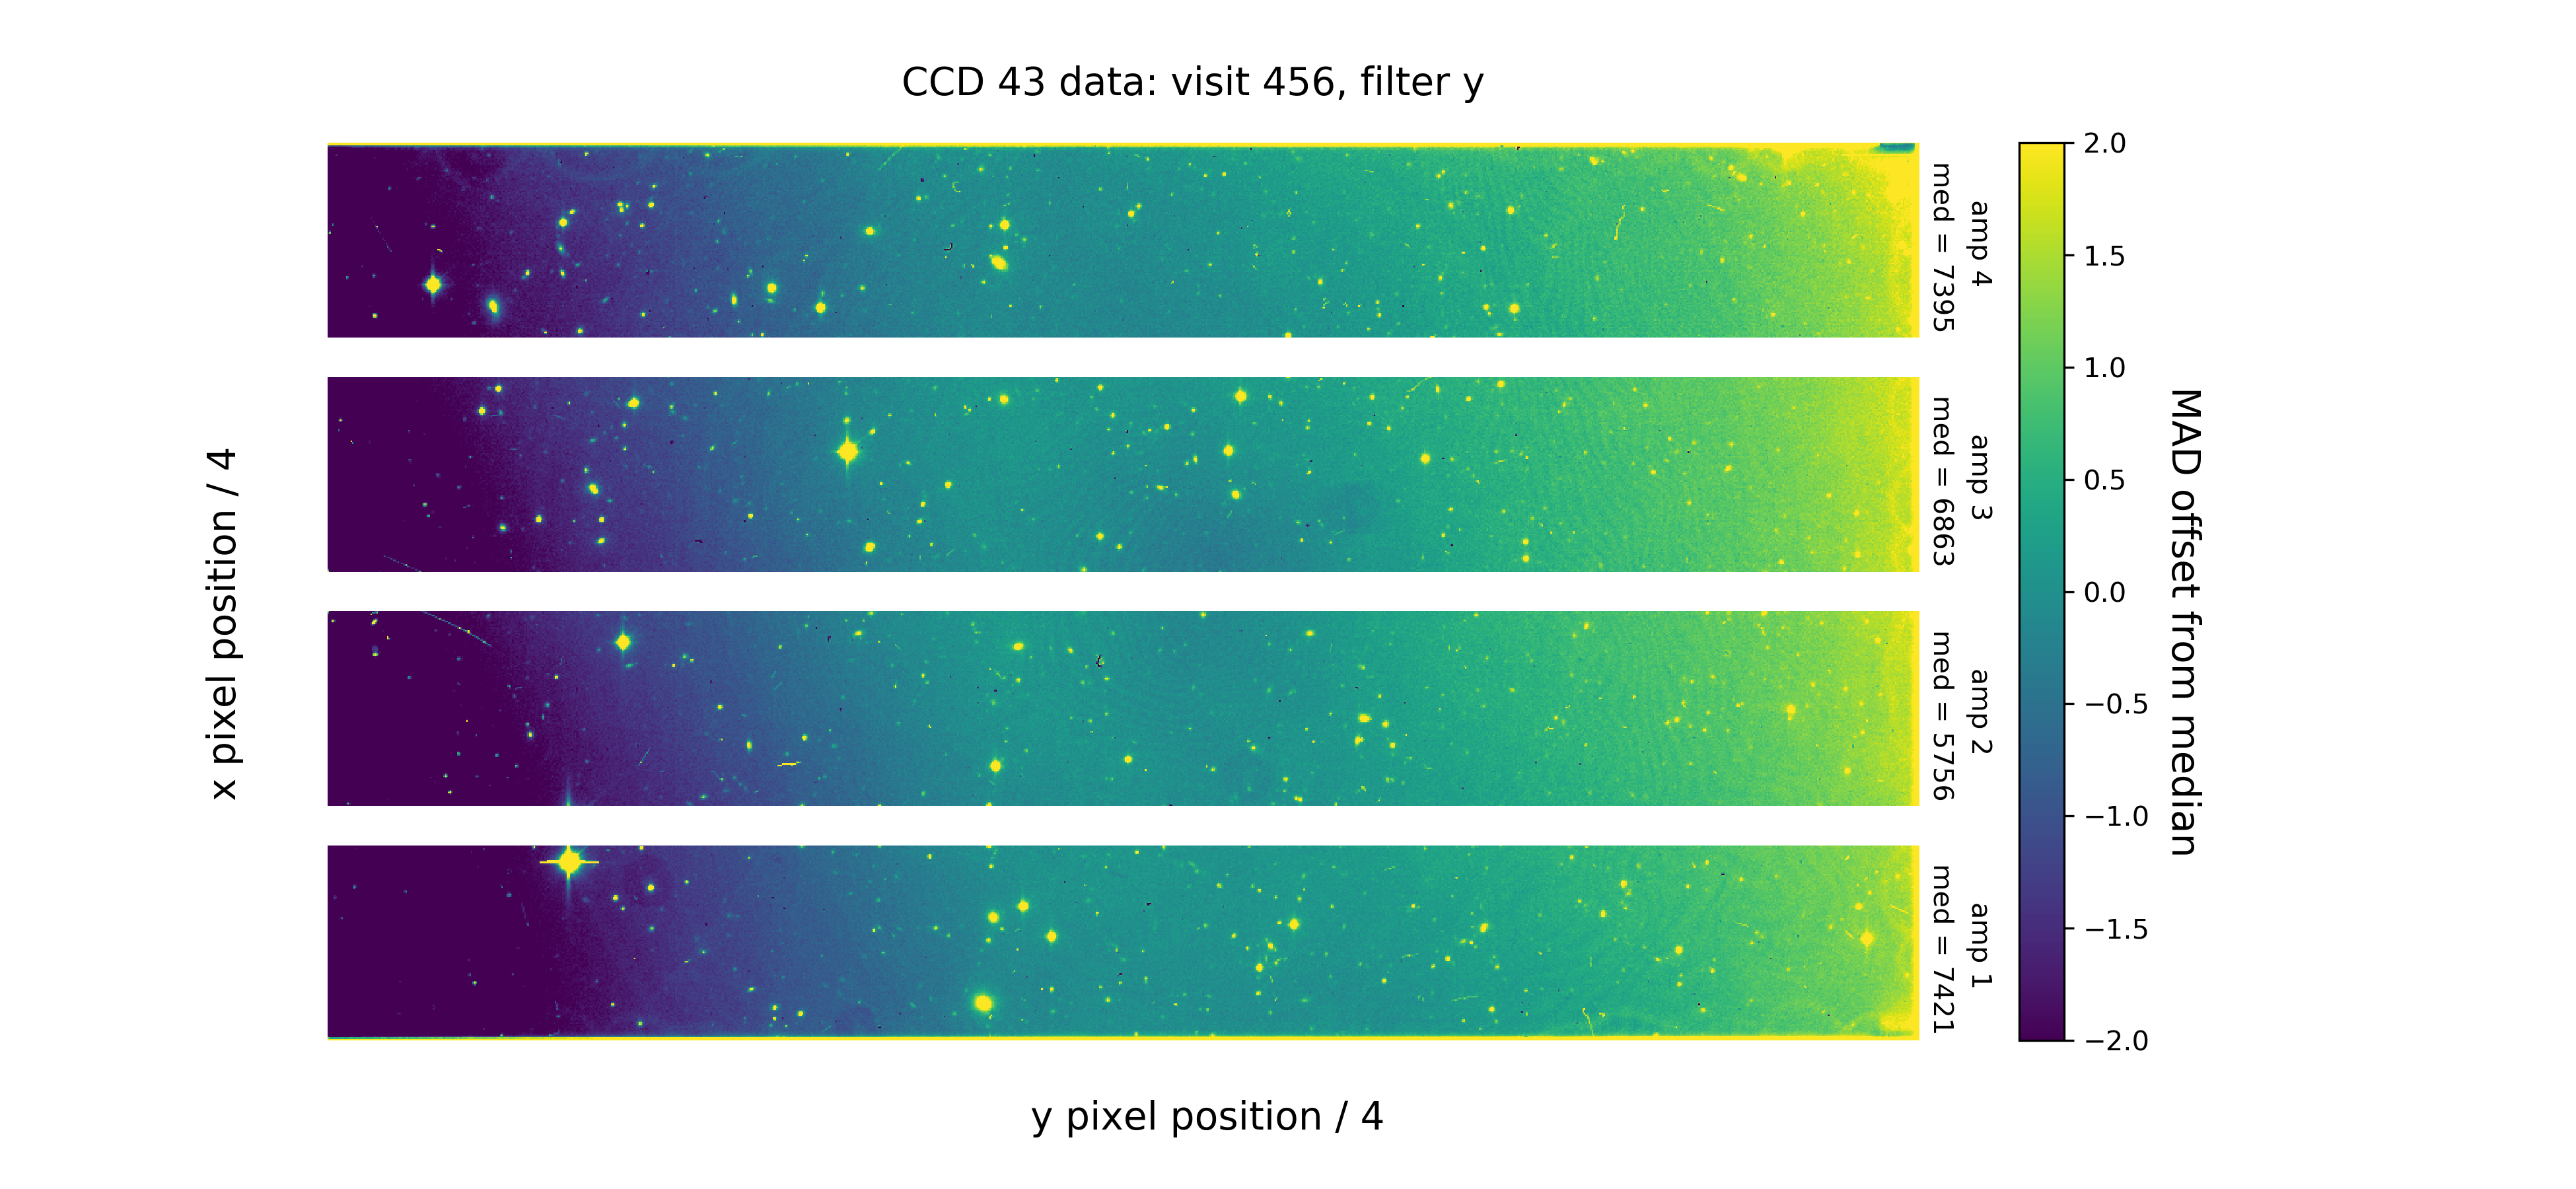 CCD 43 data: visit 456, filter y
x pixel position / 4
y pixel position / 4
amp 4
med = 7395
amp 3
med = 6863
amp 2
med = 5756
amp 1
med = 7421
2.0
1.5
1.0
0.5
0.0
−0.5
−1.0
−1.5
−2.0
MAD offset from median